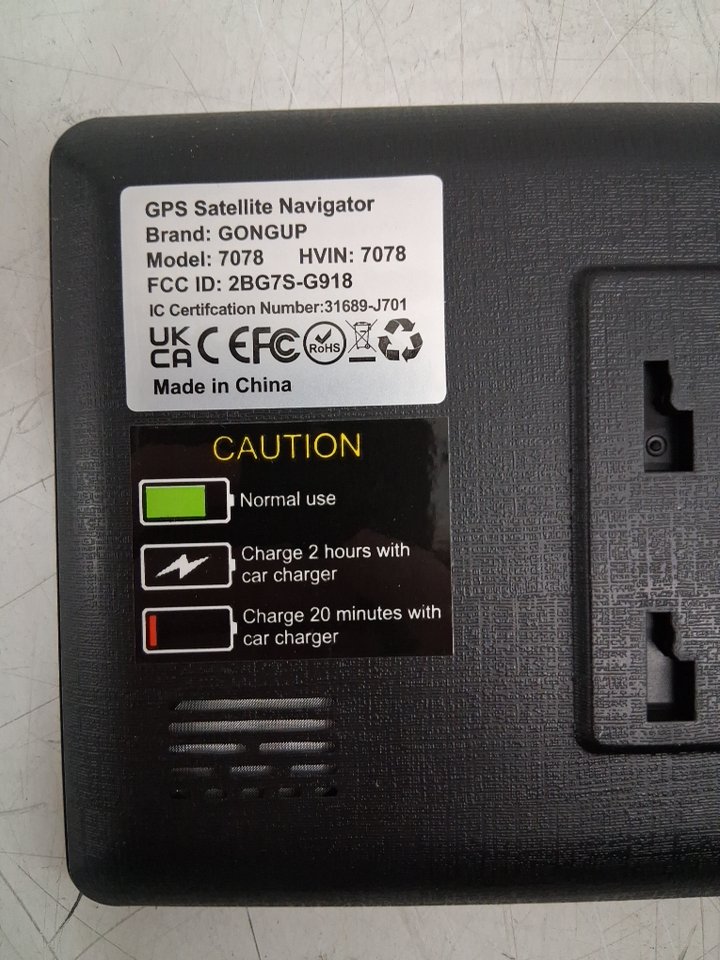 GPS Satellite Navigator
Brand: GONGUP
Model: 7078 HVIN: 7078
FCC ID: 2BG7S-G918
IC Certifcation Number:31689-J701
UK
CA CE FC RoHS
Made in China
CAUTION
Normal use
Charge 2 hours with
car charger
Charge 20 minutes with
car charger